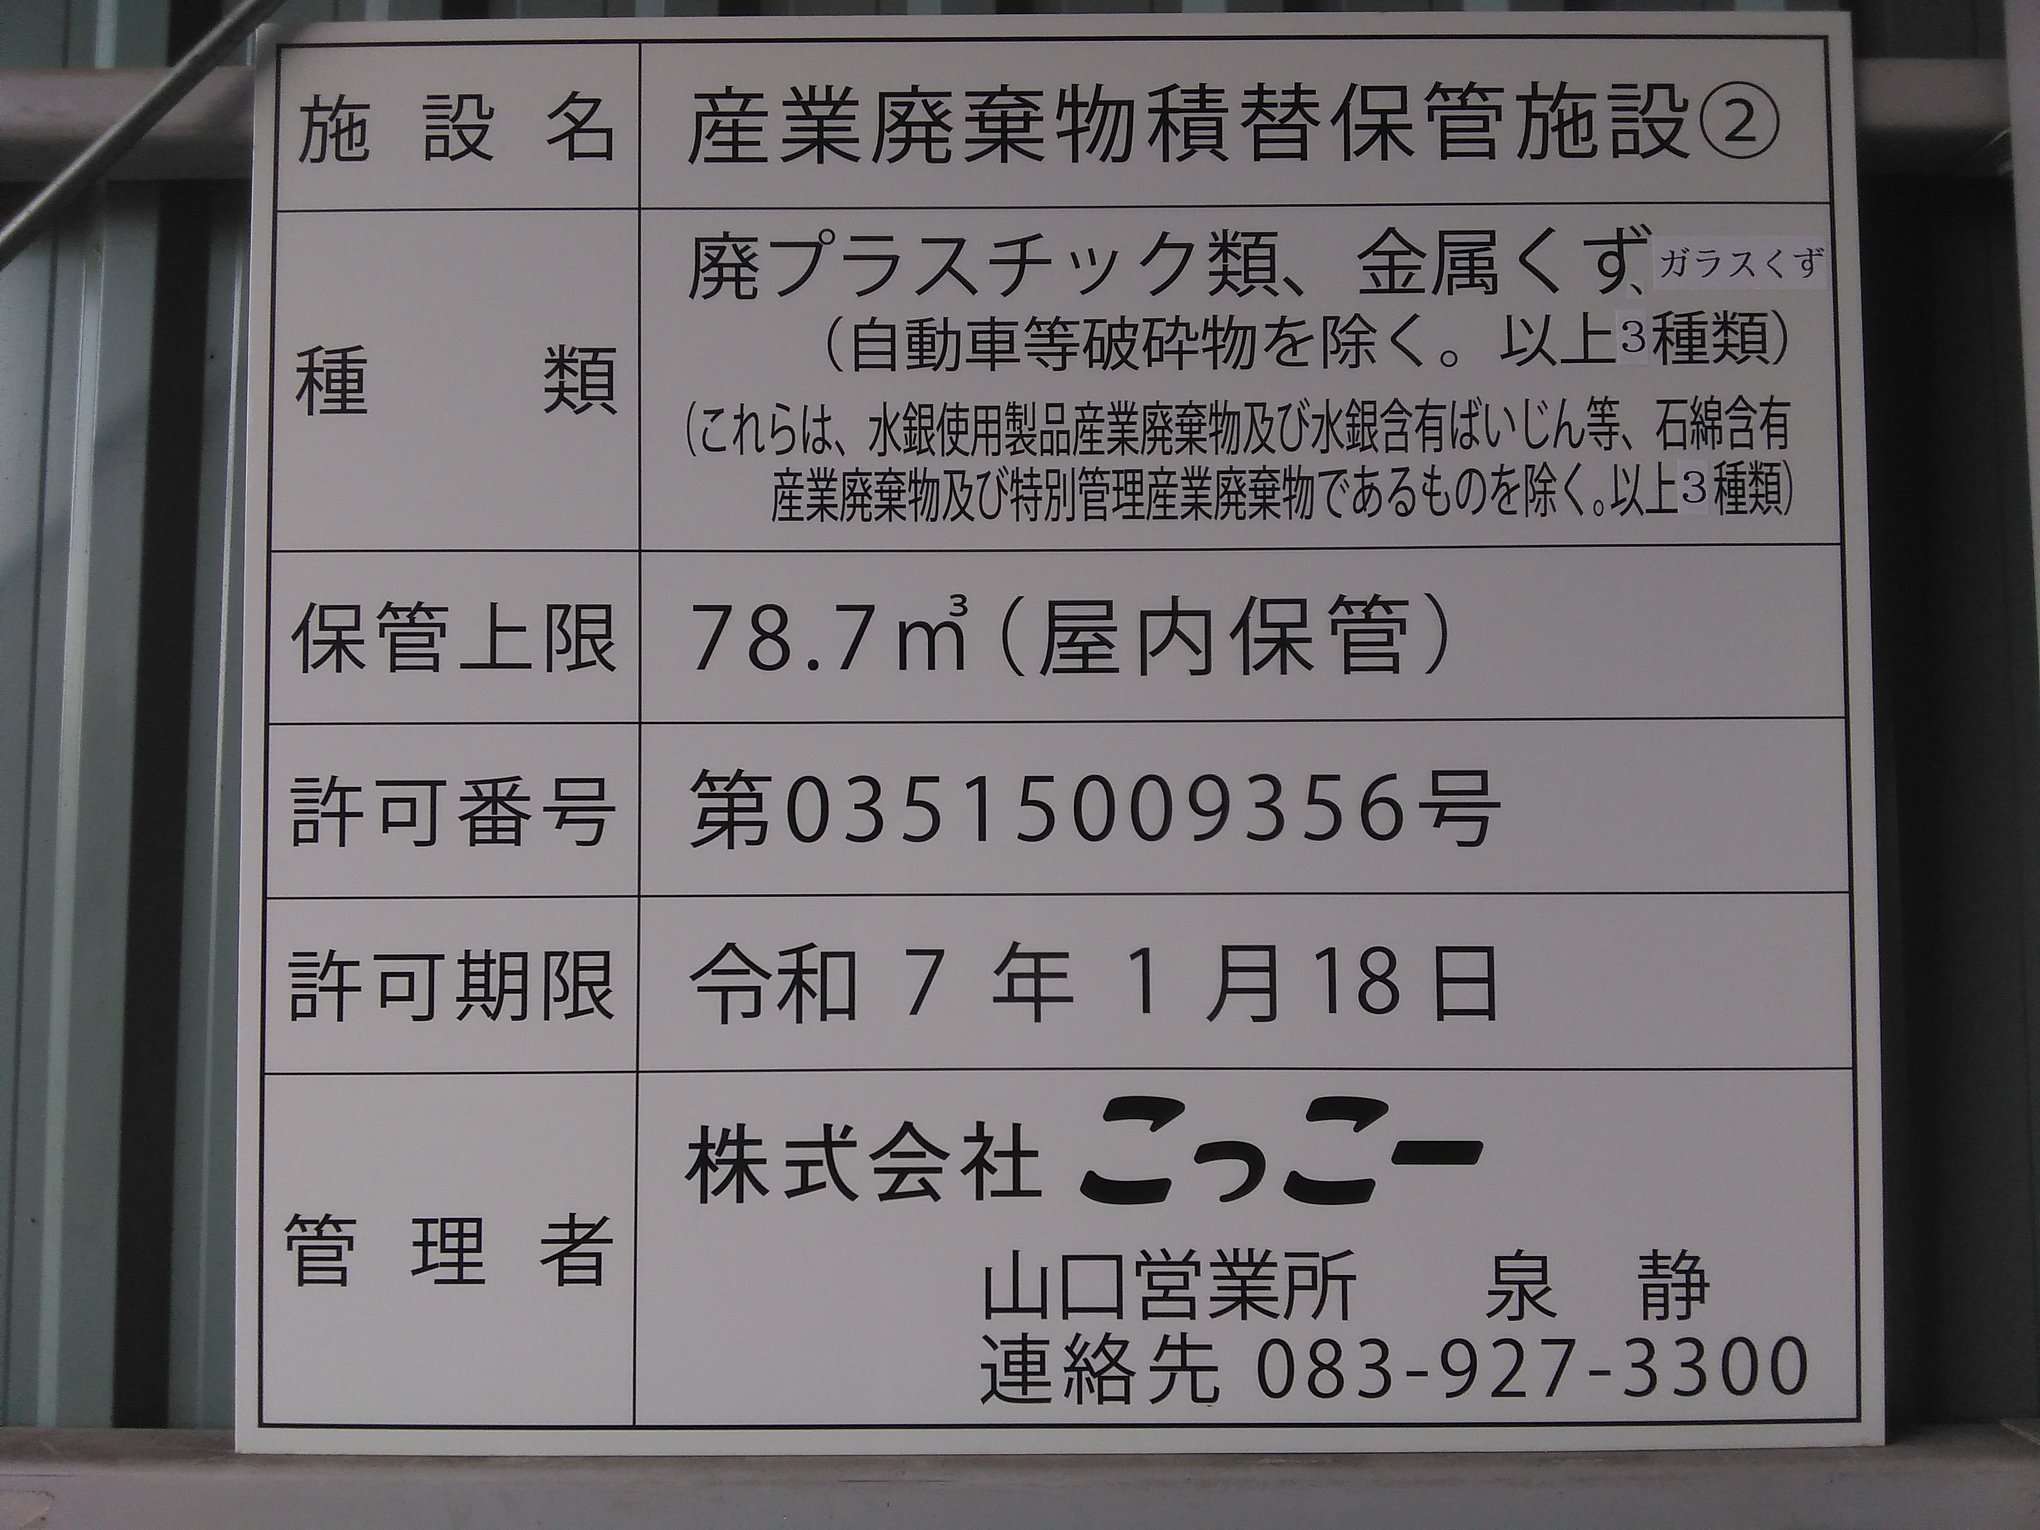 施設名 産業廃棄物積替保管施設②
種類 廃プラスチック類、金属くず、ガラスくず
（自動車等破砕物を除く。以上3種類）
（これらは、水銀使用製品産業廃棄物及び水銀含有ばいじん等、石綿含有
産業廃棄物及び特別管理産業廃棄物であるものを除く。以上3種類）
保管上限 78.7㎥（屋内保管）
許可番号 第03515009356号
許可期限 令和 7 年 1 月 18 日
管理者 株式会社 こっこー
山口営業所 泉 静
連絡先 083-927-3300